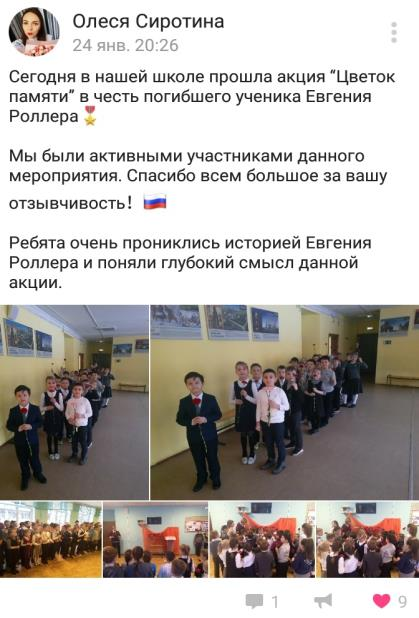 Олеся Сиротина
24 янв. 20:26
Сегодня в нашей школе прошла акция “Цветок
памяти” в честь погибшего ученика Евгения
Роллера🎖️
Мы были активными участниками данного
мероприятия. Спасибо всем большое за вашу
отзывчивость! 🇷🇺
Ребята очень прониклись историей Евгения
Роллера и поняли глубокий смысл данной
акции.
1
9